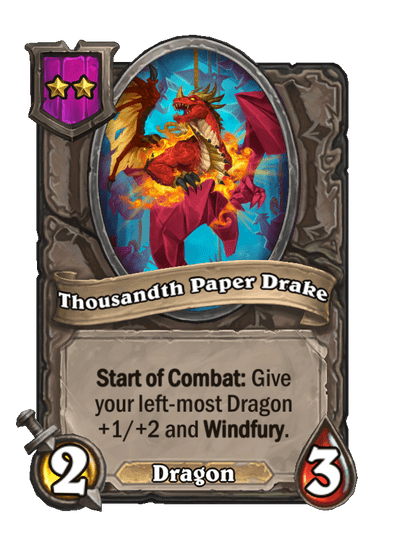 Thousandth Paper Drake
Start of Combat: Give
your left-most Dragon
+1/+2 and Windfury.
2
Dragon
3